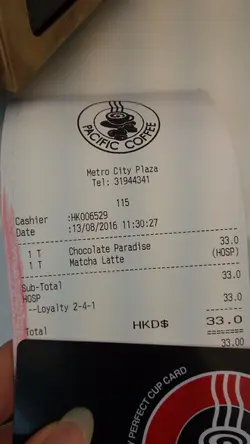 PACIFIC COFFEE
Metro City Plaza
Tel: 31944341
115
Cashier :HK006529
Date :13/08/2016 11:30:27
1 T Chocolate Paradise 33.0
1 T Matcha Latte (HOSP)
Sub-Total 33.0
HOSP
--Loyalty 2-4-1 33.0
Total HKD$ 33.0
33.00
PERFECT CUP CARD